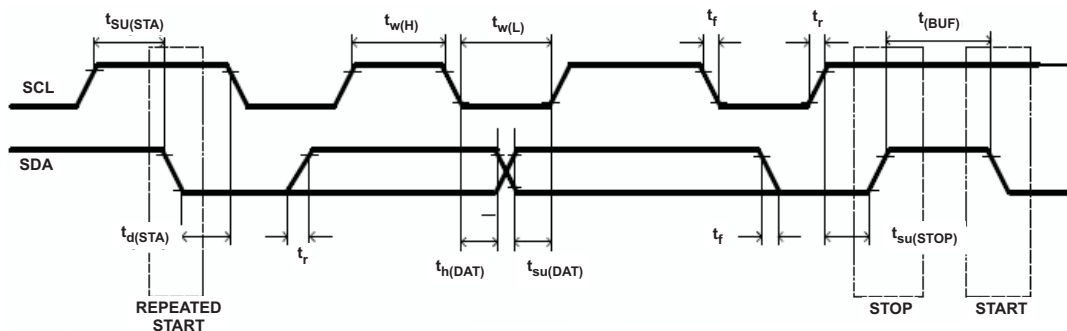 tSU(STA) tw(H) tw(L) tf tr t(BUF)
SCL
SDA
td(STA) tr th(DAT) tsu(DAT) tf tsu(STOP)
REPEATED START
STOP
START